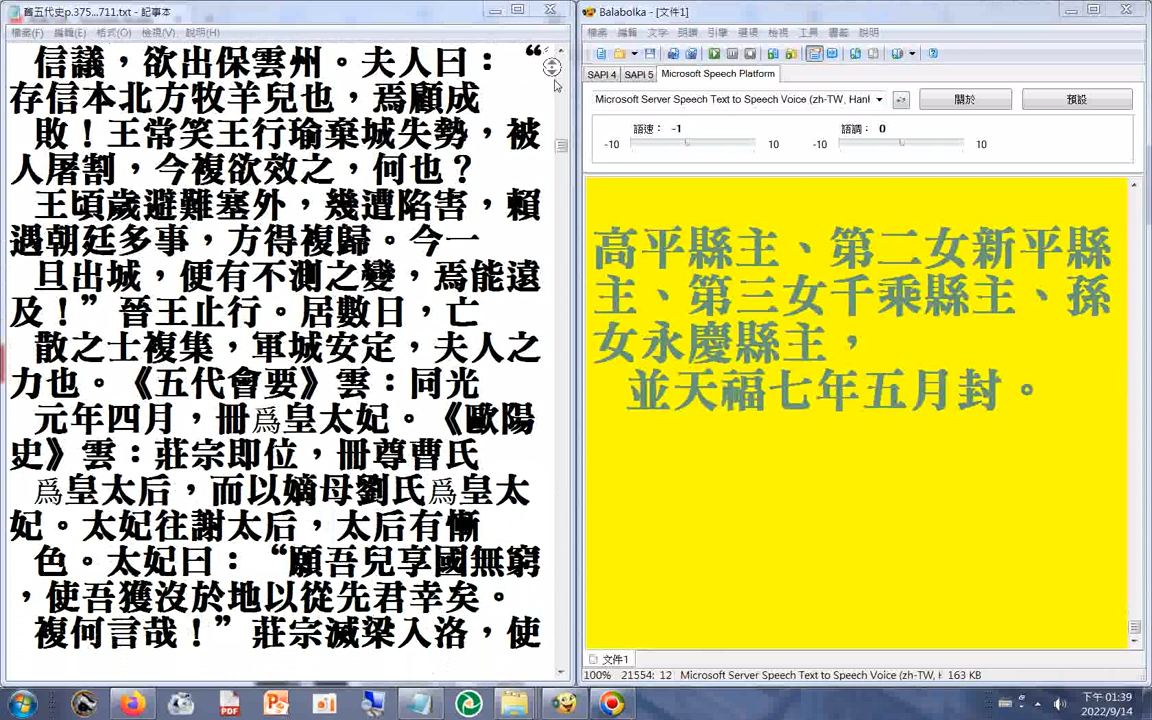 舊五代史p.375...711.txt - 記事本
檔案(F) 編輯(E) 格式(O) 檢視(V) 說明(H)
信議，欲出保雲州。夫人曰：“
存信本北方牧羊兒也，焉顧成
敗！王常笑王行瑜棄城失勢，被
人屠割，今複欲效之，何也？
王頃歲避難塞外，幾遭陷害，賴
遇朝廷多事，方得複歸。今一
旦出城，便有不測之變，焉能遠
及！”晉王止行。居數日，亡
散之士複集，軍城安定，夫人之
力也。《五代會要》雲：同光
元年四月，冊爲皇太妃。《歐陽
史》雲：莊宗即位，冊尊曹氏
爲皇太后，而以嫡母劉氏爲皇太
妃。太妃往謝太后，太后有慚
色。太妃曰：“願吾兒享國無窮
，使吾獲沒於地以從先君幸矣。
複何言哉！”莊宗滅梁入洛，使
Balabolka - [文件1]
檔案 編輯 文字 朗讀 引擎 選項 檢視 工具 書籤 說明
SAPI 4 SAPI 5 Microsoft Speech Platform
Microsoft Server Speech Text to Speech Voice (zh-TW, Hanl
關於 預設
語速： -1 語調： 0
-10 10 -10 10
高平縣主、第二女新平縣
主、第三女千乘縣主、孫
女永慶縣主，
並天福七年五月封。
文件1
100% 21554: 12 Microsoft Server Speech Text to Speech Voice (zh-TW, H 163 KB
下午 01:39
2022/9/14